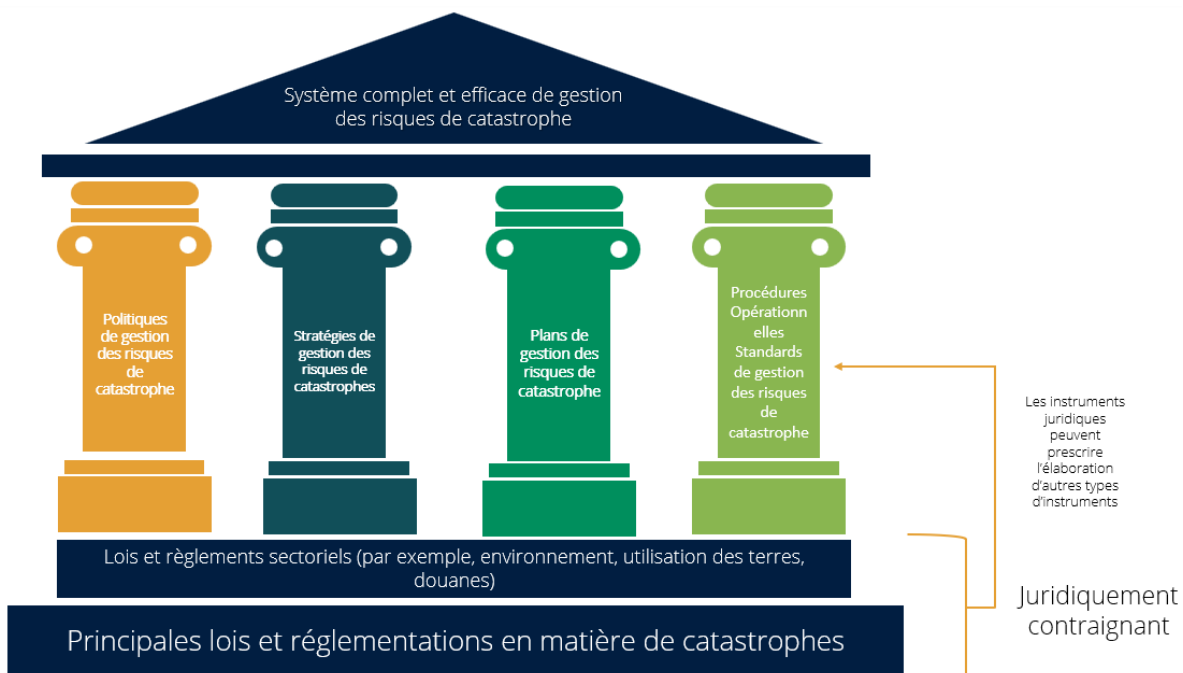 Système complet et efficace de gestion
des risques de catastrophe
Politiques
de gestion
des risques
de
catastrophe
Stratégies de
gestion des
risques de
catastrophes
Plans de
gestion des
risques de
catastrophe
Procédures
Opérationn
elles
Standards
de gestion
des risques
de
catastrophe
Les instruments
juridiques
peuvent
prescrire
l'élaboration
d'autres types
d'instruments
Lois et règlements sectoriels (par exemple, environnement, utilisation des terres,
douanes)
Principales lois et réglementations en matière de catastrophes
Juridiquement
contraignant